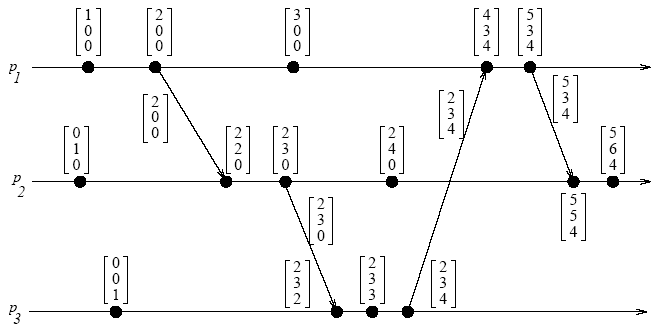 [1 0 0] [2 0 0] [3 0 0] [4 3 4] [5 3 4]
p1
[2 0 0] [2 3 4] [5 3 4]
[0 1 0] [2 2 0] [2 3 0] [2 4 0] [5 6 4]
p2
[2 3 0] [5 5 4]
[0 0 1] [2 3 2] [2 3 3] [2 3 4]
p3